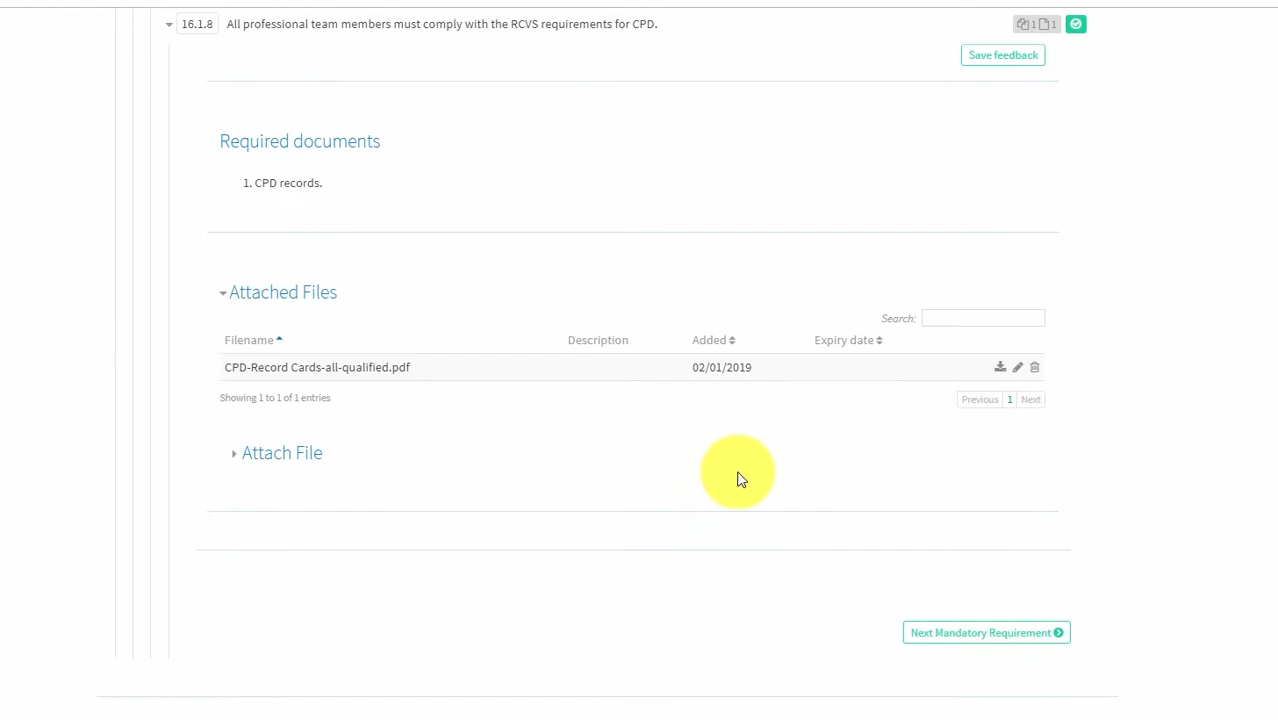 16.1.8 All professional team members must comply with the RCVS requirements for CPD. 1 1
Save feedback
Required documents
1. CPD records.
Attached Files
Search:
Filename Description Added Expiry date
CPD-Record Cards-all-qualified.pdf 02/01/2019
Showing 1 to 1 of 1 entries Previous 1 Next
Attach File
Next Mandatory Requirement